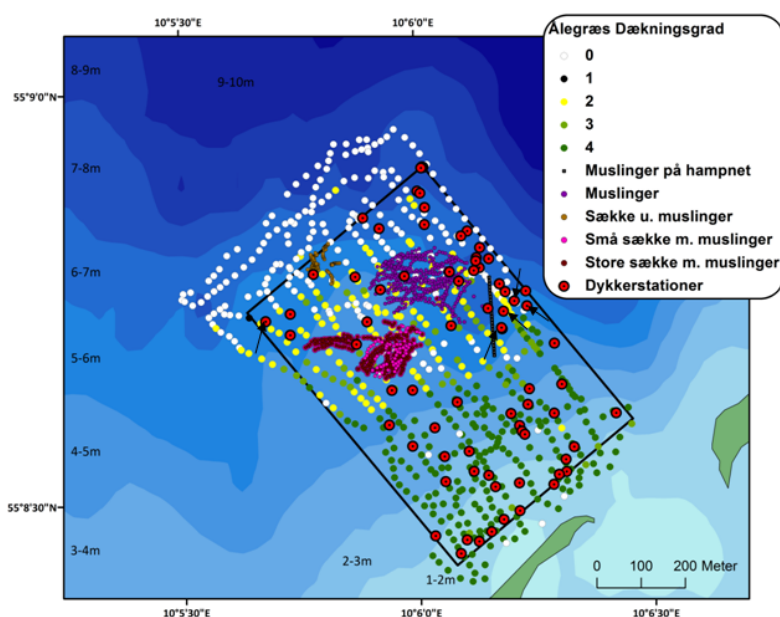 10°5'30"E
10°6'0"E
Ålegræs Dækningsgrad
0
1
2
3
4
Muslinger på hampnet
Muslinger
Sække u. muslinger
Små sække m. muslinger
Store sække m. muslinger
Dykkerstationer
8-9m
9-10m
55°9'0"N
7-8m
6-7m
5-6m
4-5m
55°8'30"N
3-4m
2-3m
1-2m
0 100 200 Meter
10°5'30"E
10°6'0"E
10°6'30"E